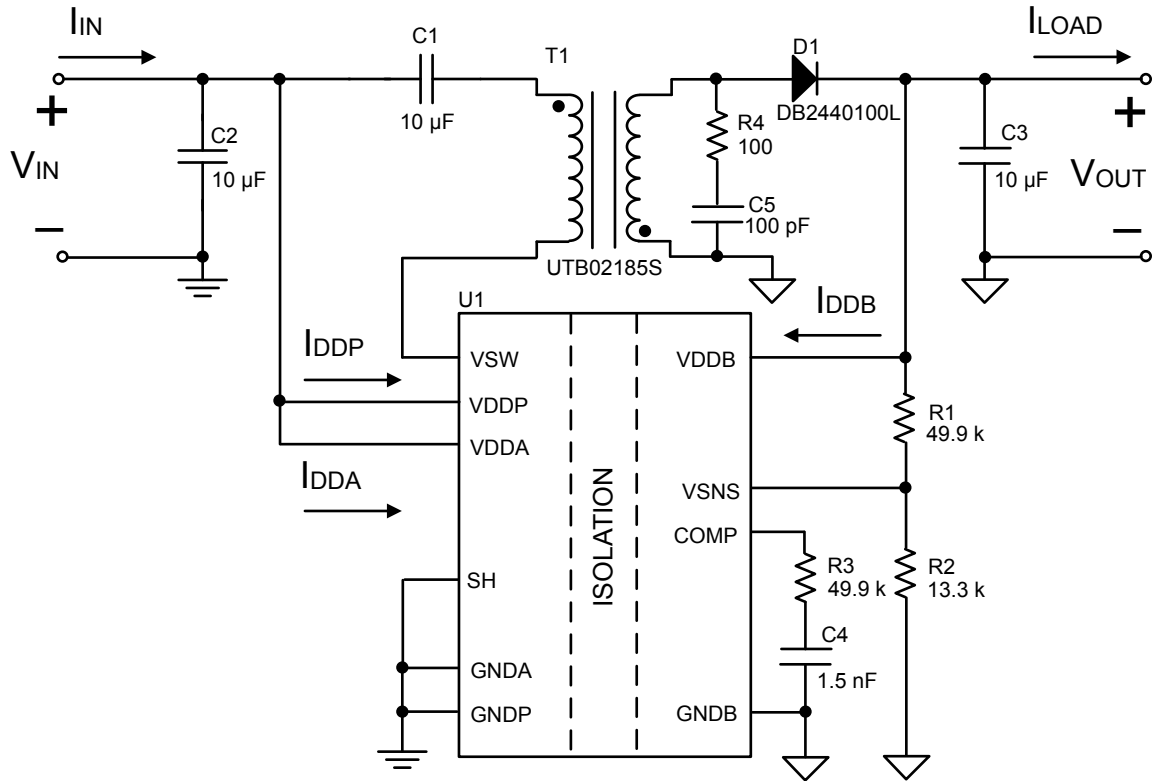 IIN
C1
T1
D1
ILOAD
+
10 µF
DB2440100L
+
C2
R4
100
C3
VIN
10 µF
10 µF
VOUT
C5
100 pF
–
–
UTB02185S
U1
IDDB
IDDP
VSW
VDDB
VDDP
R1
49.9 k
VDDA
IDDA
VSNS
ISOLATION
COMP
R3
49.9 k
R2
13.3 k
SH
C4
1.5 nF
GNDA
GNDP
GNDB